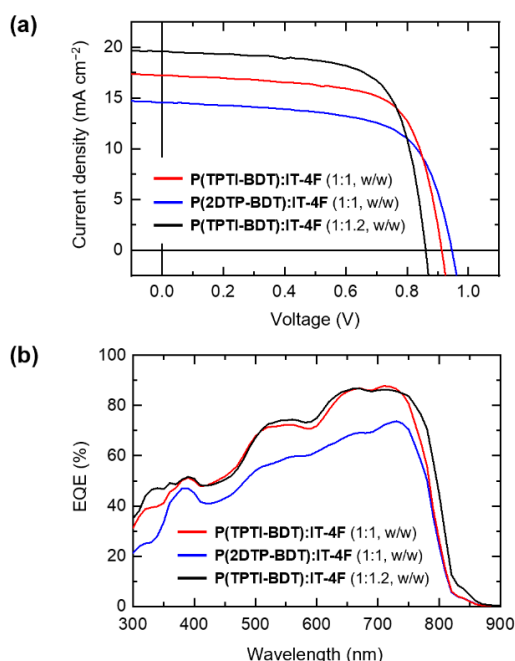 (a)
Current density (mA cm⁻²)
20
15
10
5
0
P(TPTI-BDT):IT-4F (1:1, w/w)
P(2DTP-BDT):IT-4F (1:1, w/w)
P(TPTI-BDT):IT-4F (1:1.2, w/w)
0.0 0.2 0.4 0.6 0.8 1.0
Voltage (V)
(b)
EQE (%)
100
80
60
40
20
0
P(TPTI-BDT):IT-4F (1:1, w/w)
P(2DTP-BDT):IT-4F (1:1, w/w)
P(TPTI-BDT):IT-4F (1:1.2, w/w)
300 400 500 600 700 800 900
Wavelength (nm)